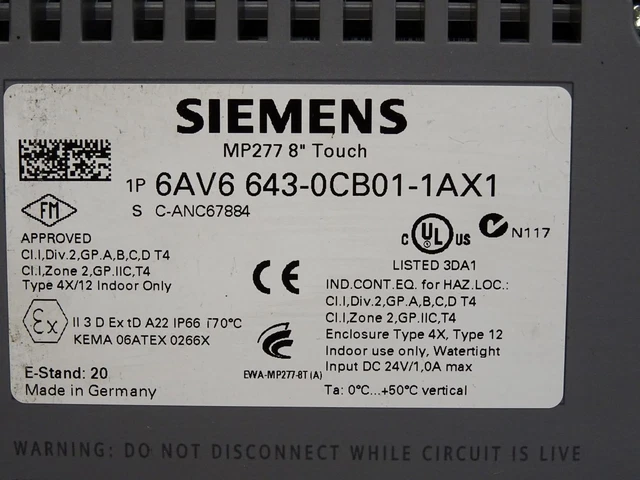 SIEMENS
MP277 8" Touch
1P 6AV6 643-0CB01-1AX1
S C-ANC67884
FM
APPROVED
CI.I,Div.2,GP.A,B,C,D T4
CI.I,Zone 2,GP.IIC,T4
Type 4X/12 Indoor Only
C UL US
N117
LISTED 3DA1
CE
IND.CONT.EQ. for HAZ.LOC.:
CI.I,Div.2,GP.A,B,C,D T4
CI.I,Zone 2,GP.IIC,T4
Enclosure Type 4X, Type 12
Indoor use only, Watertight
Input DC 24V/1,0A max
Ta: 0°C...+50°C vertical
Ex
II 3 D Ex tD A22 IP66 T70°C
KEMA 06ATEX 0266X
EWA-MP277-8T (A)
E-Stand: 20
Made in Germany
WARNING: DO NOT DISCONNECT WHILE CIRCUIT IS LIVE